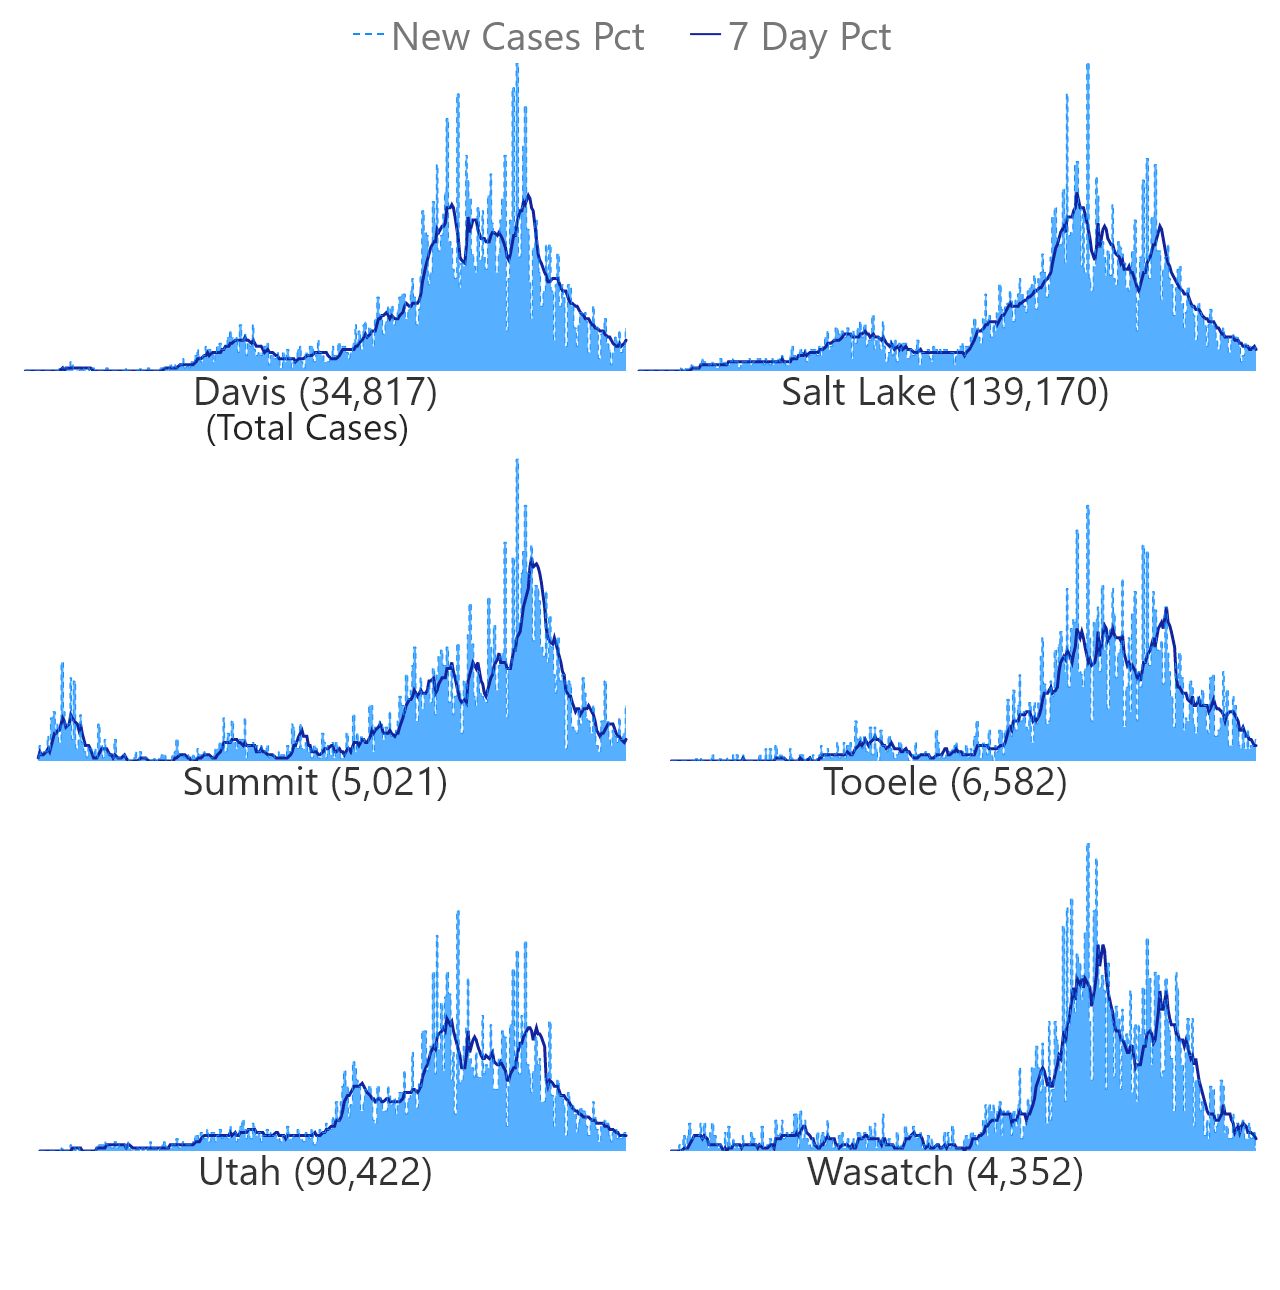 New Cases Pct 7 Day Pct
Davis (34,817)
(Total Cases)
Salt Lake (139,170)
Summit (5,021)
Tooele (6,582)
Utah (90,422)
Wasatch (4,352)